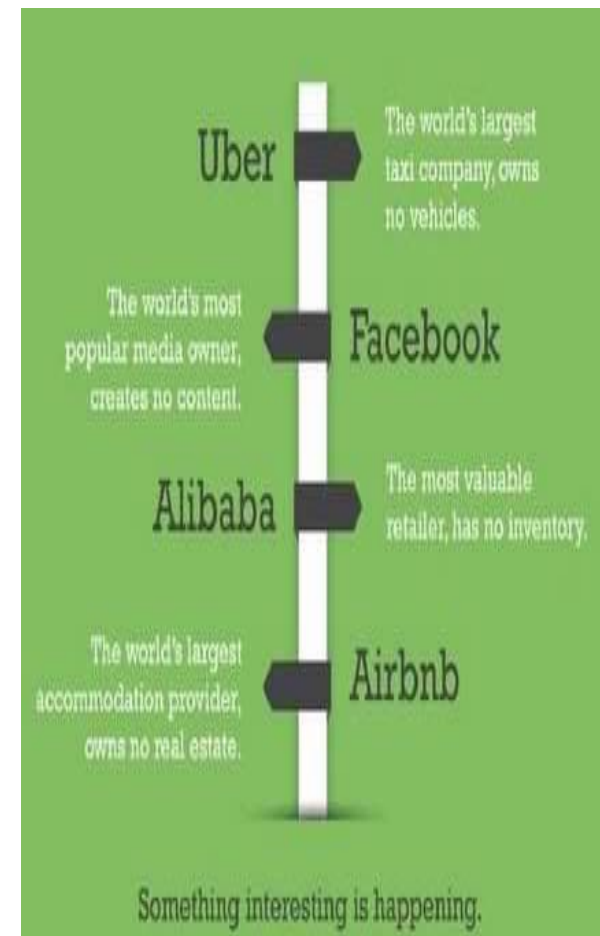 Uber
The world's largest
taxi company, owns
no vehicles.
The world's most
popular media owner,
creates no content.
Facebook
Alibaba
The most valuable
retailer, has no inventory.
The world's largest
accommodation provider,
owns no real estate.
Airbnb
Something interesting is happening.